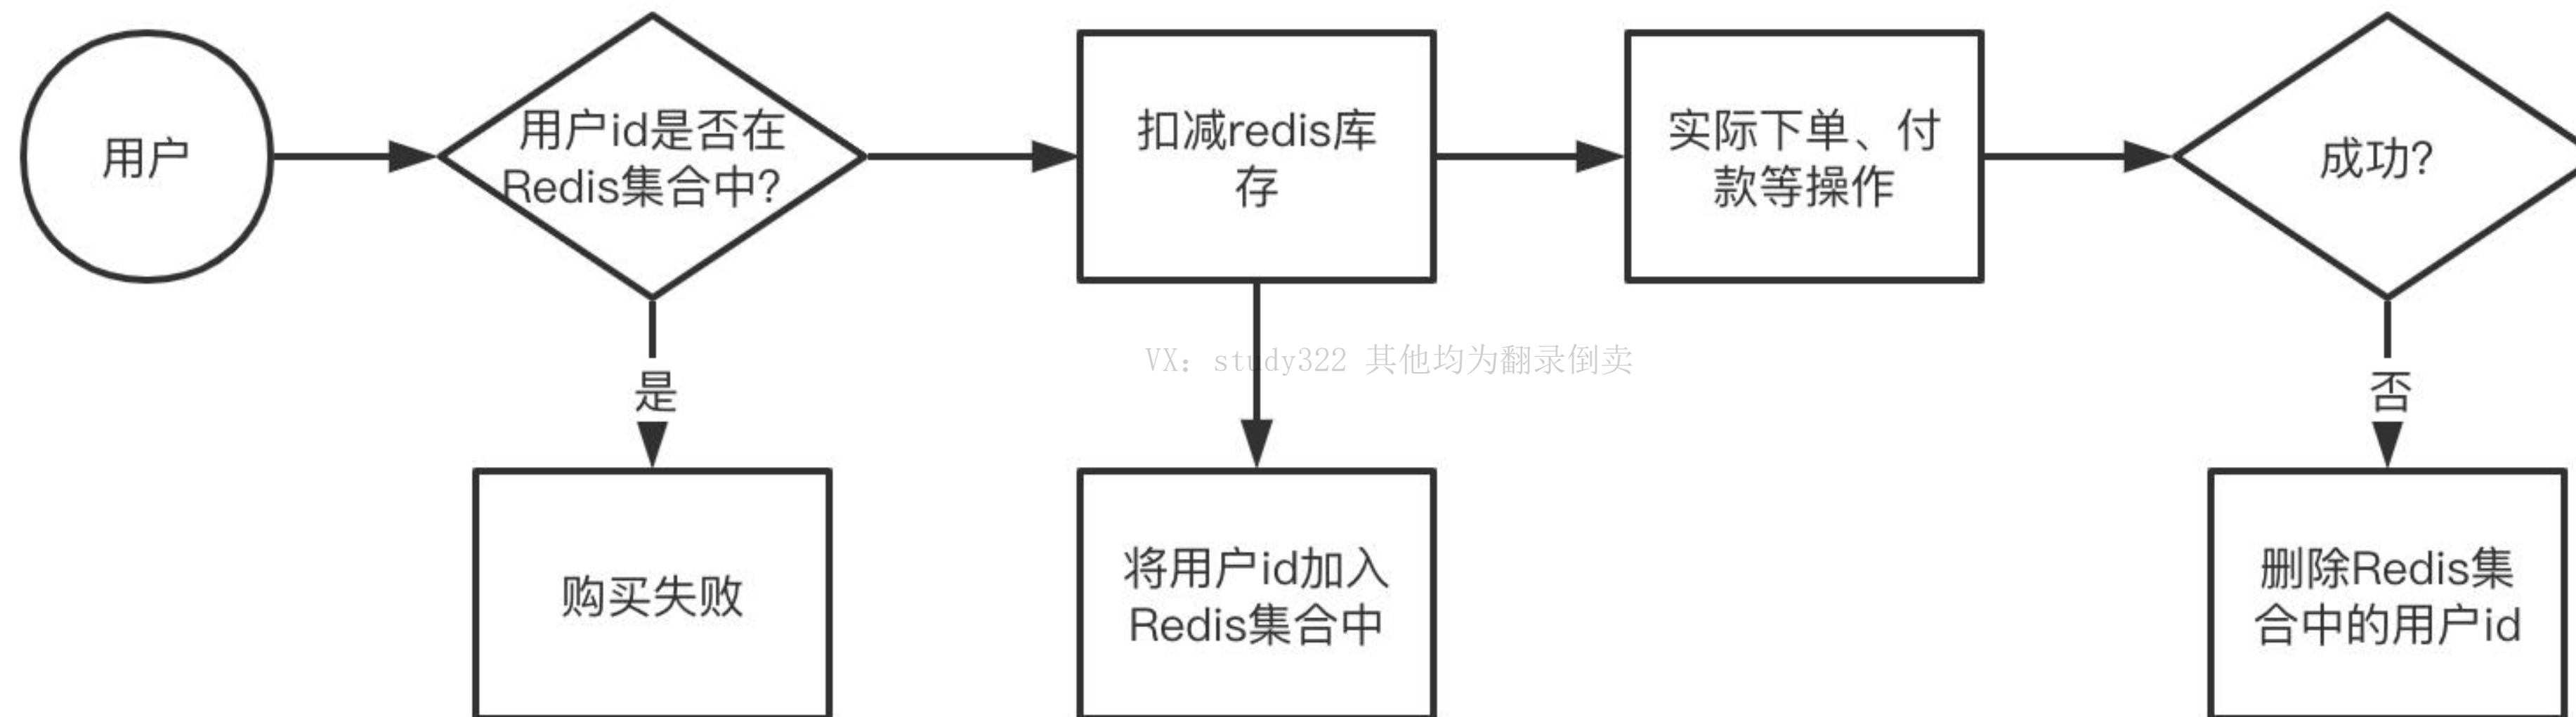 用户
用户id是否在
Redis集合中?
扣减redis库
存
实际下单、付
款等操作
成功?
VX: study322 其他均为翻录倒卖
是
否
购买失败
将用户id加入
Redis集合中
删除Redis集
合中的用户id